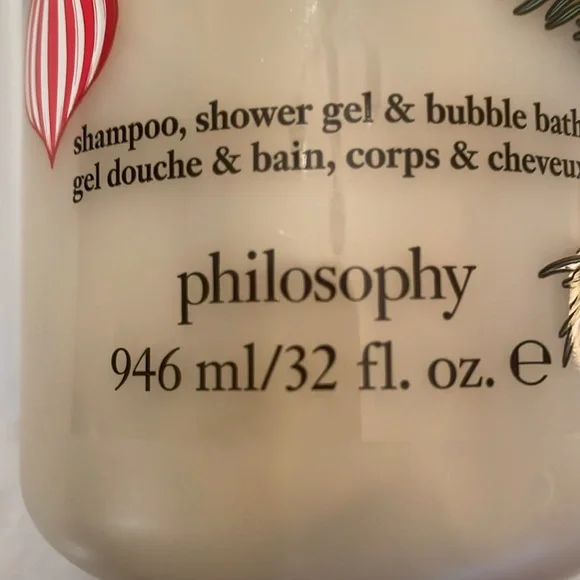 shampoo, shower gel & bubble bath
gel douche & bain, corps & cheveux
philosophy
946 ml/32 fl. oz. ℮